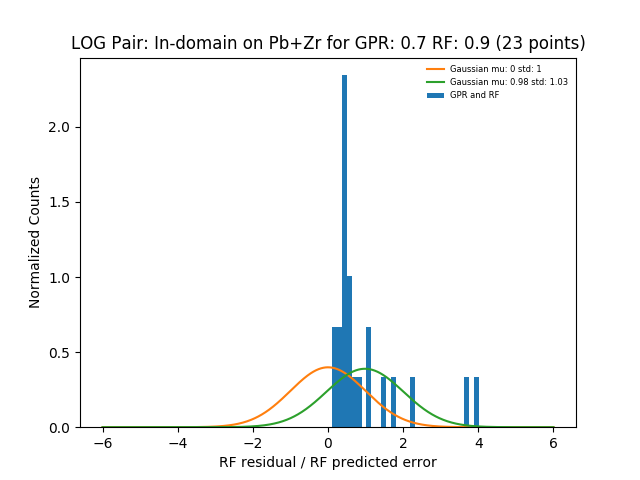 LOG Pair: In-domain on Pb+Zr for GPR: 0.7 RF: 0.9 (23 points)
Gaussian mu: 0 std: 1
Gaussian mu: 0.98 std: 1.03
GPR and RF
Normalized Counts
2.0
1.5
1.0
0.5
0.0
−6 −4 −2 0 2 4 6
RF residual / RF predicted error